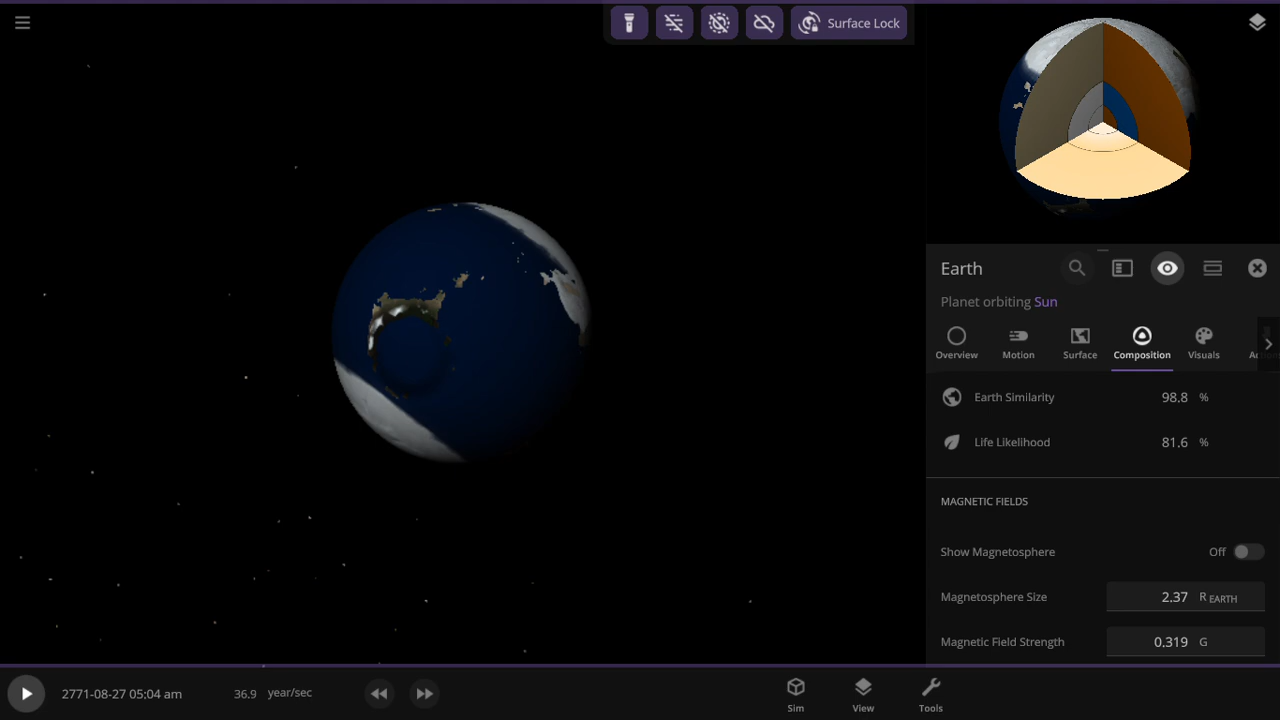 Surface Lock
Earth
Planet orbiting Sun
Overview Motion Surface Composition Visuals
Earth Similarity 98.8 %
Life Likelihood 81.6 %
MAGNETIC FIELDS
Show Magnetosphere Off
Magnetosphere Size 2.37 R EARTH
Magnetic Field Strength 0.319 G
2771-08-27 05:04 am 36.9 year/sec
Sim View Tools